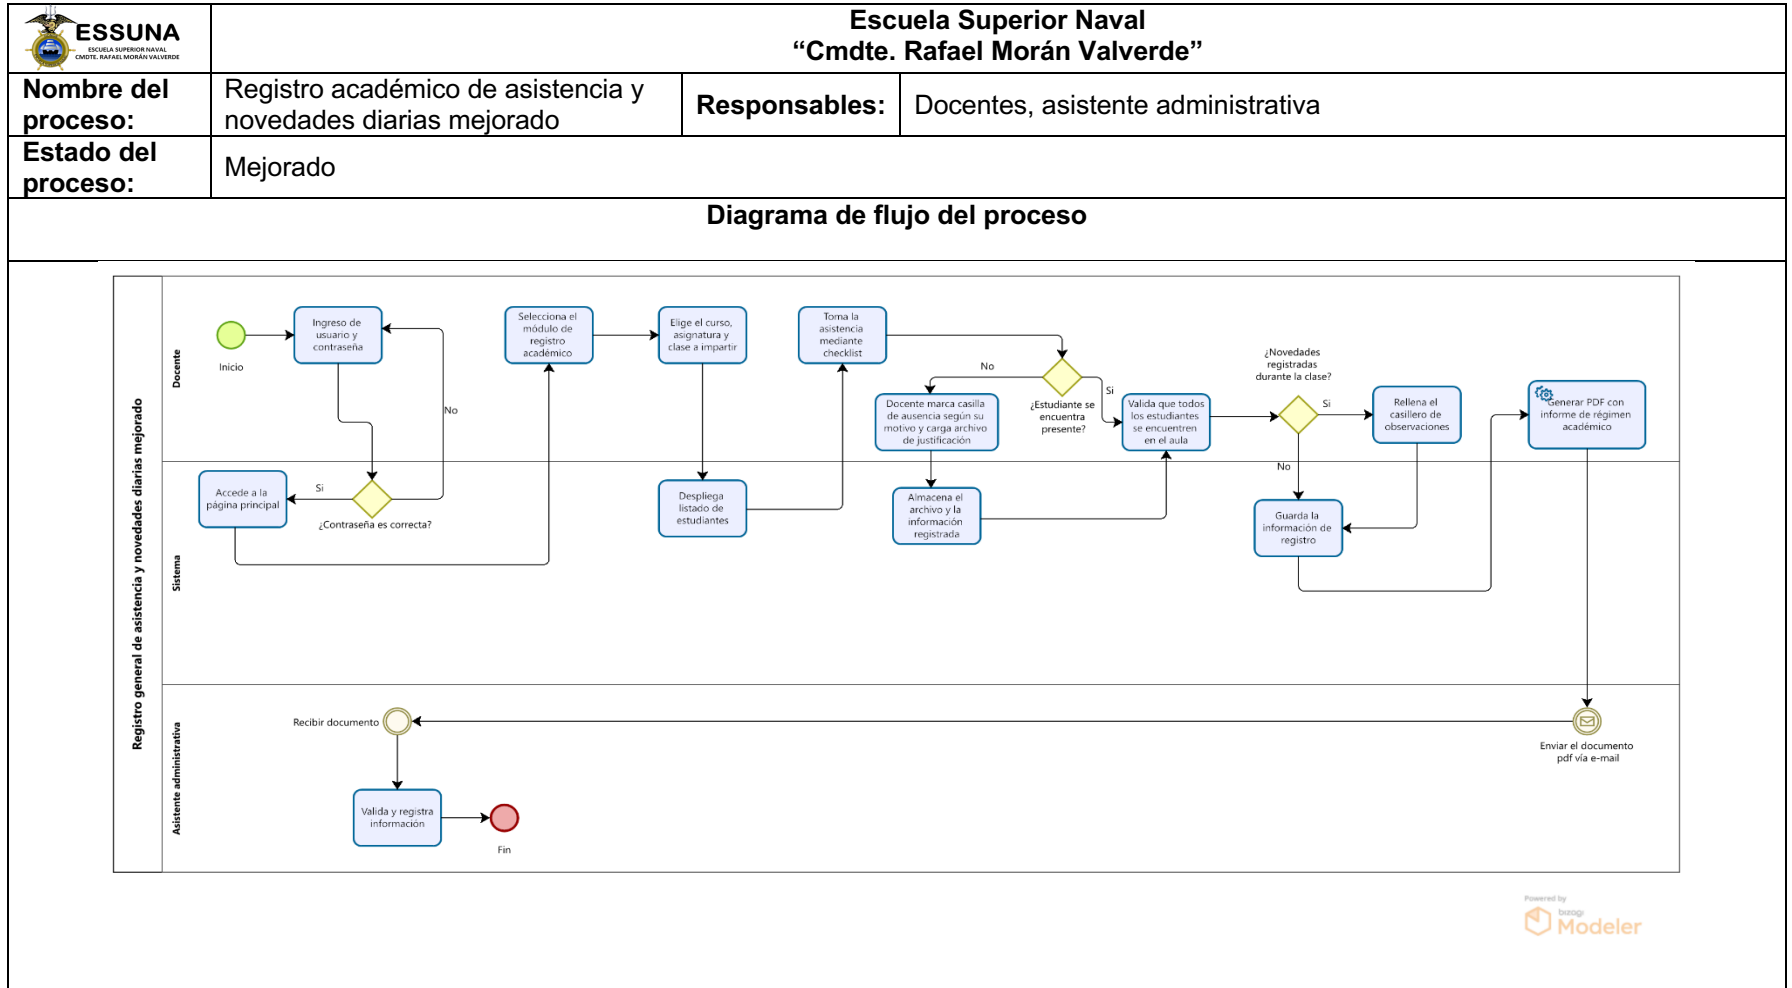 ESSUNA
ESCUELA SUPERIOR NAVAL
CMDTE. RAFAEL MORÁN VALVERDE
Escuela Superior Naval
“Cmdte. Rafael Morán Valverde”
Nombre del
proceso:
Registro académico de asistencia y
novedades diarias mejorado
Responsables:
Docentes, asistente administrativa
Estado del
proceso:
Mejorado
Diagrama de flujo del proceso
Registro general de asistencia y novedades diarias mejorado
Docente
Inicio
Ingreso de
usuario y
contraseña
No
Selecciona el
módulo de
registro
académico
Elige el curso,
asignatura y
clase a impartir
Toma la
asistencia
mediante
checklist
No
¿Estudiante se
encuentra
presente?
Si
Docente marca casilla
de ausencia según su
motivo y carga archivo
de justificación
Valida que todos
los estudiantes
se encuentren
en el aula
¿Novedades
registradas
durante la clase?
Si
No
Rellena el
casillero de
observaciones
Generar PDF con
informe de régimen
académico
Sistema
Accede a la
página principal
Si
¿Contraseña es correcta?
Despliega
listado de
estudiantes
Almacena el
archivo y la
información
registrada
Guarda la
información de
registro
Asistente administrativa
Recibir documento
Enviar el documento
pdf vía e-mail
Valida y registra
información
Fin
Powered by
bizagi
Modeler